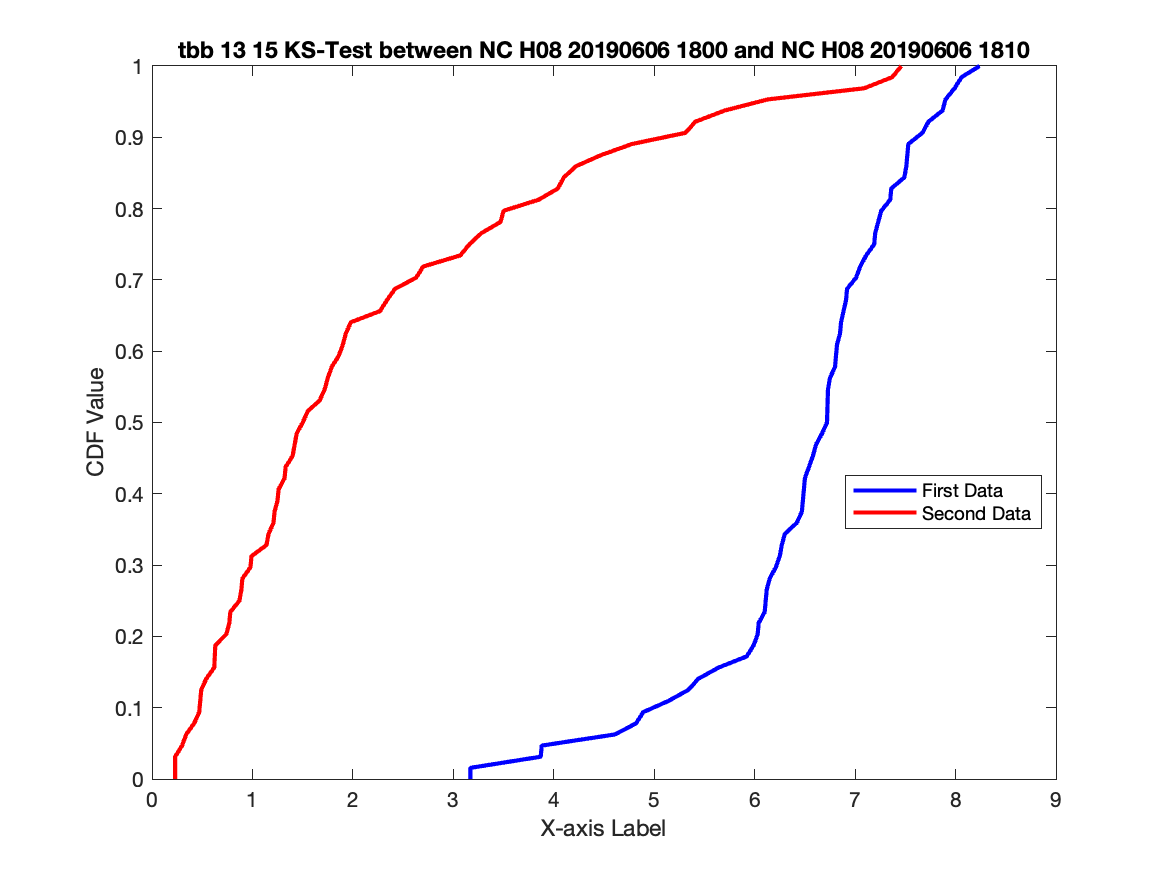 tbb 13 15 KS-Test between NC H08 20190606 1800 and NC H08 20190606 1810
1
0.9
0.8
0.7
0.6
0.5
0.4
0.3
0.2
0.1
0
CDF Value
First Data
Second Data
0 1 2 3 4 5 6 7 8 9
X-axis Label